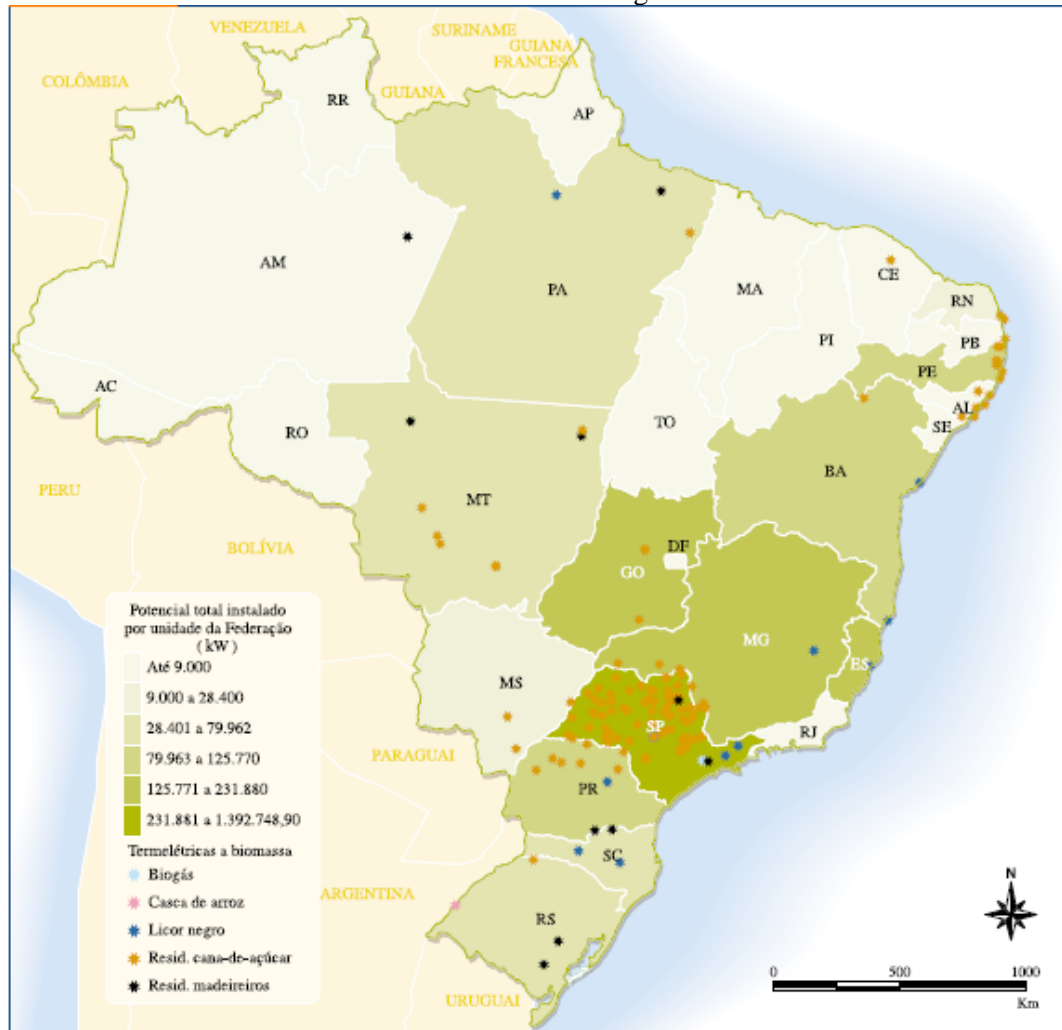 VENEZUELA
SURINAME
GUIANA
FRANCESA
COLÔMBIA
GUIANA
RR
AP
AM
PA
MA
CE
RN
PB
PI
PE
AC
AL
TO
SE
RO
BA
PERU
MT
BOLÍVIA
DF
GO
MG
ES
MS
SP
RJ
PARAGUAI
PR
SC
ARGENTINA
RS
URUGUAI
Potencial total instalado
por unidade da Federação
( kW )
Até 9.000
9.000 a 28.400
28.401 a 79.962
79.963 a 125.770
125.771 a 231.880
231.881 a 1.392.748,90
Termelétricas a biomassa
Biogás
Casca de arroz
Licor negro
Resid. cana-de-açúcar
Resid. madeireiros
N
0 500 1000
Km